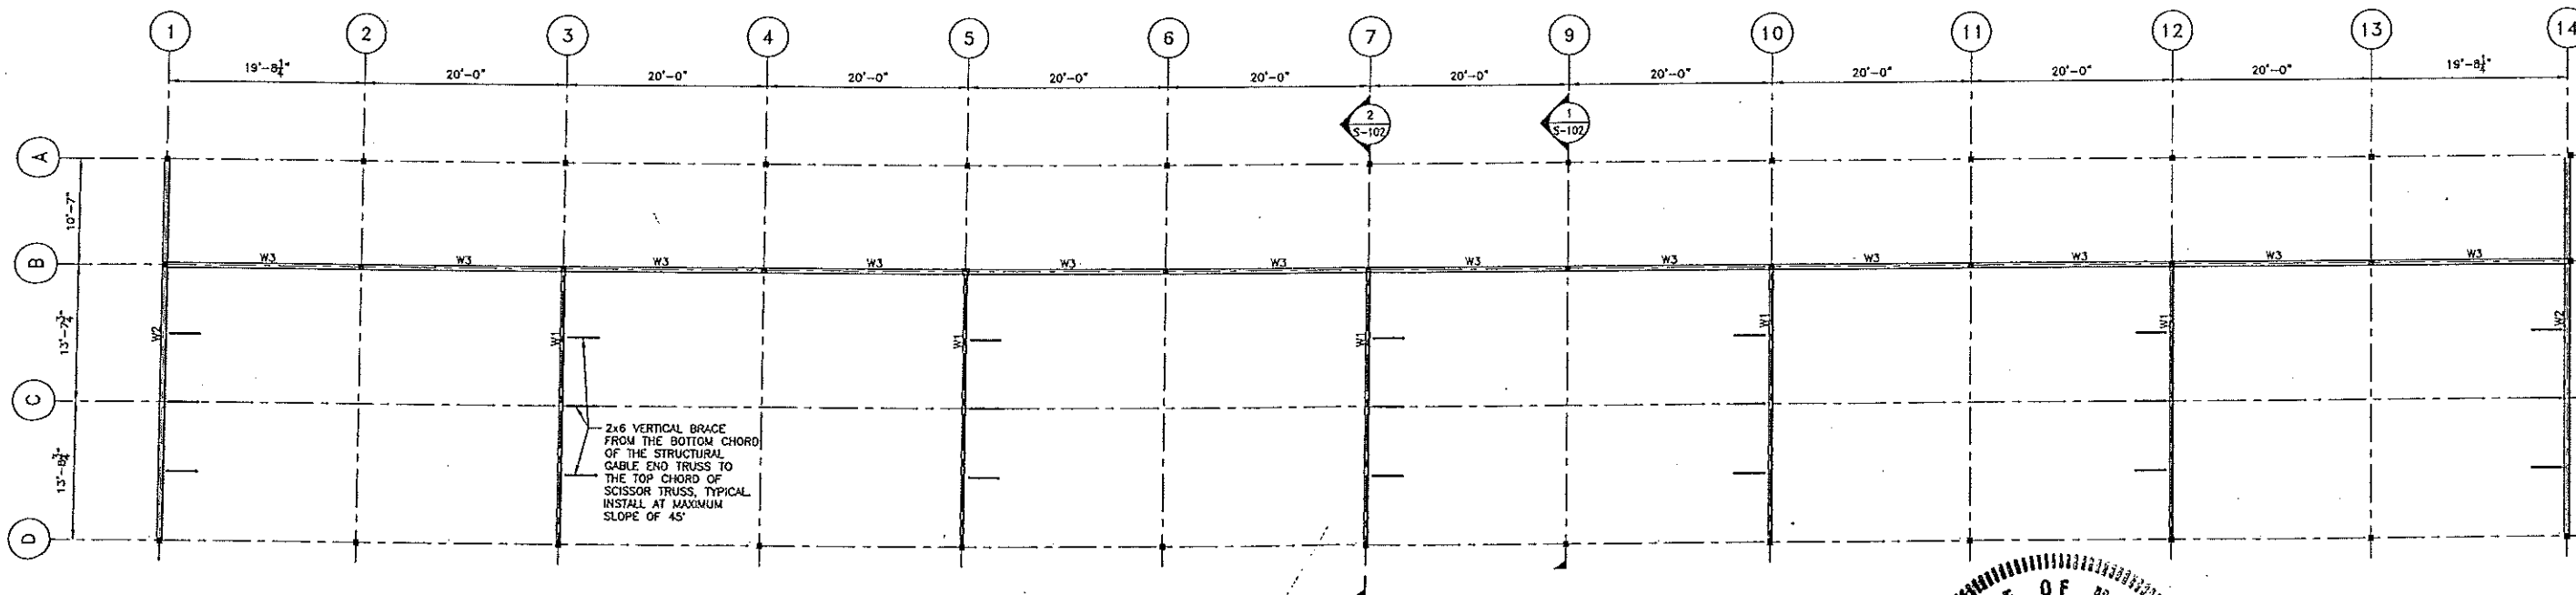 1 2 3 4 5 6 7 9 10 11 12 13 14
19'-8¼" 20'-0" 20'-0" 20'-0" 20'-0" 20'-0" 20'-0" 20'-0" 20'-0" 20'-0" 20'-0" 19'-8¼"
2 1
S-102 S-102
A
10'-7"
B
W3 W3 W3 W3 W3 W3 W3 W3 W3 W3 W3 W3
13'-7¾"
W2 W1 W1 W1 W1 W1 W2
C
13'-8¾"
D
2x6 VERTICAL BRACE
FROM THE BOTTOM CHORD
OF THE STRUCTURAL
GABLE END TRUSS TO
THE TOP CHORD OF
SCISSOR TRUSS, TYPICAL.
INSTALL AT MAXIMUM
SLOPE OF 45°
OF